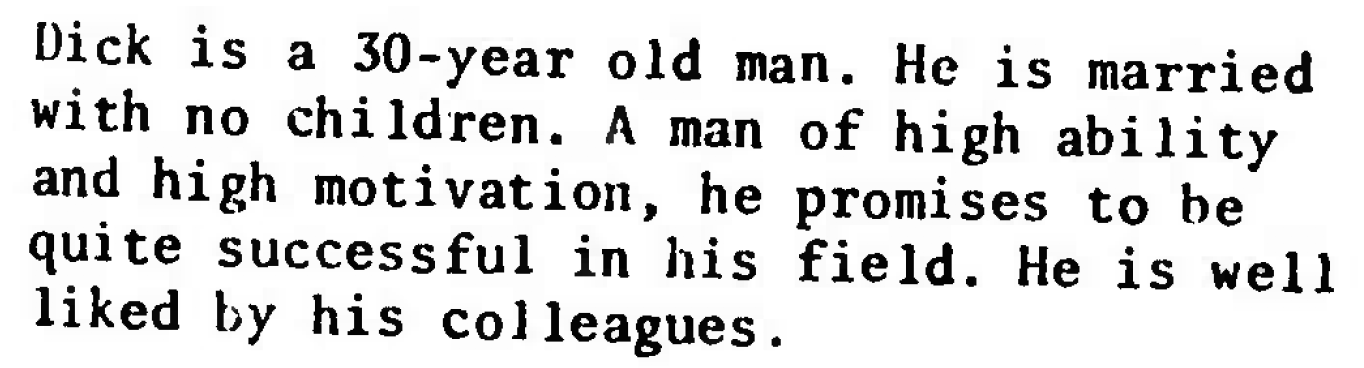 Dick is a 30-year old man. He is married
with no children. A man of high ability
and high motivation, he promises to be
quite successful in his field. He is well
liked by his colleagues.